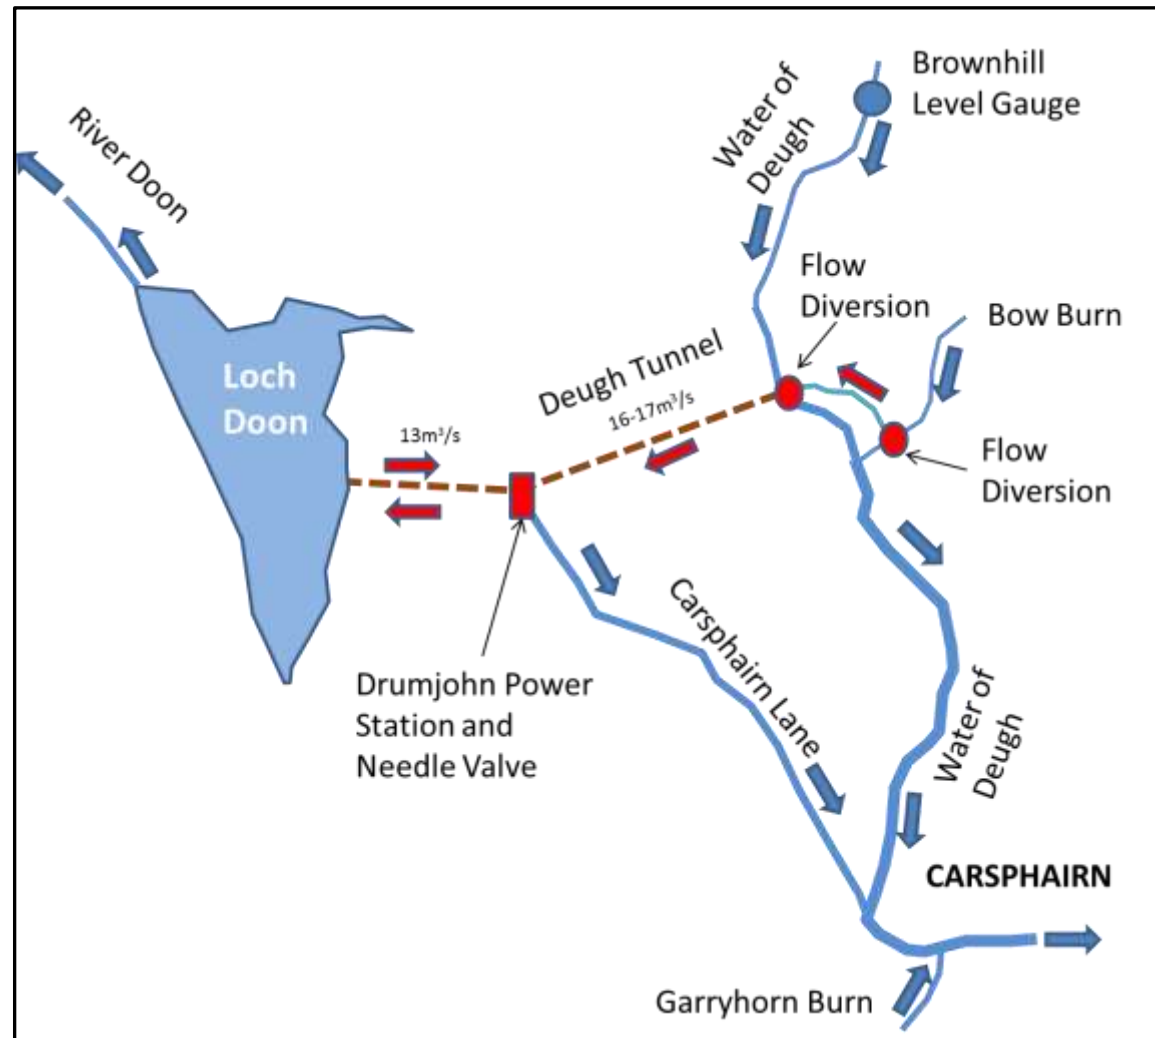 Brownhill
Level Gauge
Water of
Deugh
River Doon
Flow
Diversion
Bow Burn
Loch
Doon
Deugh Tunnel
16-17m³/s
13m³/s
Flow
Diversion
Drumjohn Power
Station and
Needle Valve
Carsphairn Lane
Water of
Deugh
CARSPHAIRN
Garryhorn Burn